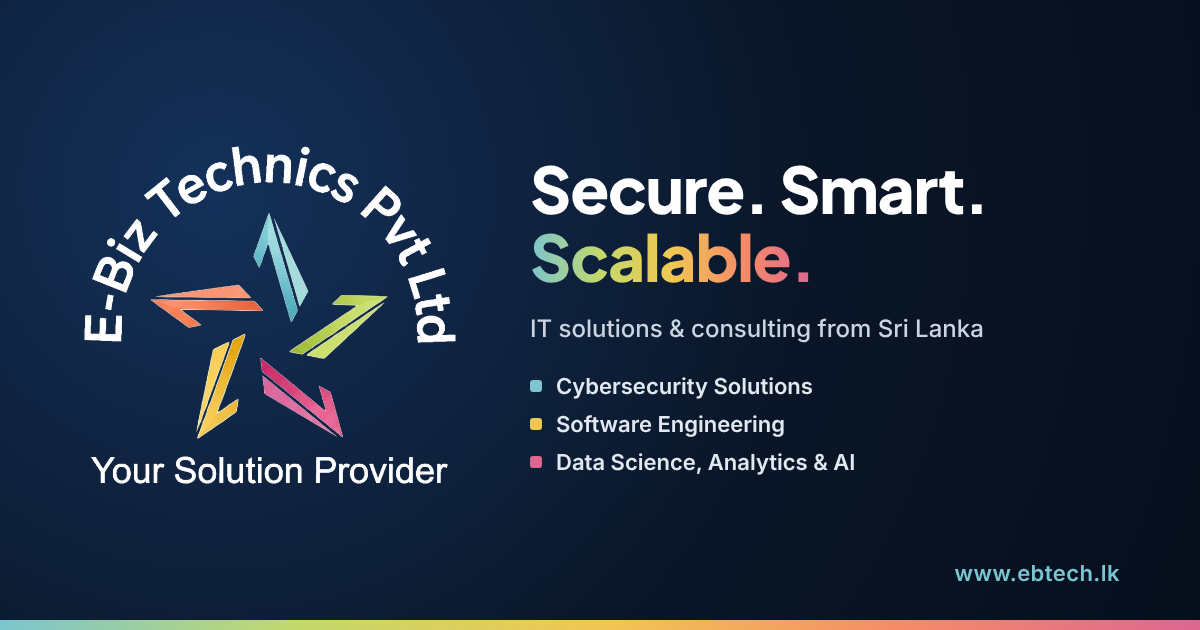 E-Biz Technics Pvt Ltd
Your Solution Provider
Secure. Smart.
Scalable.
IT solutions & consulting from Sri Lanka
Cybersecurity Solutions
Software Engineering
Data Science, Analytics & AI
www.ebtech.lk